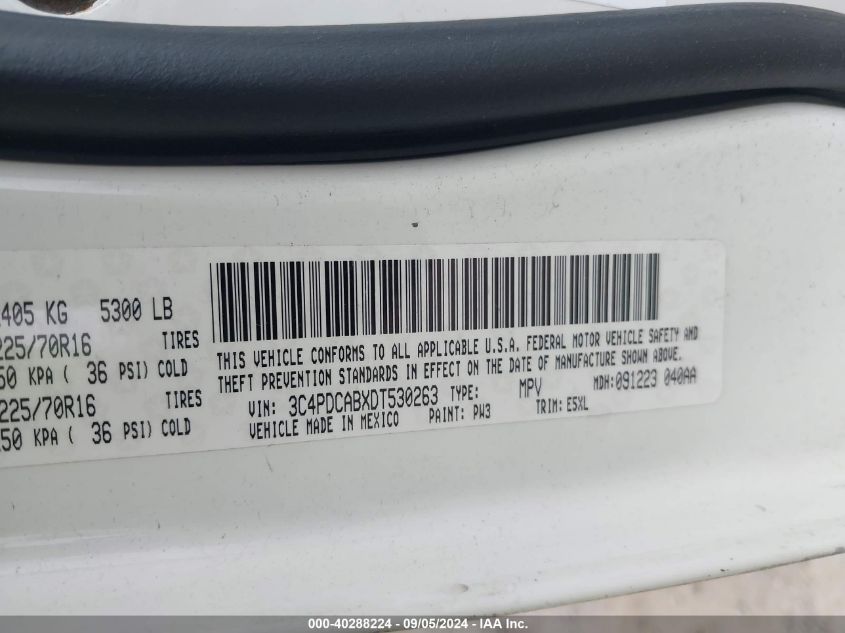 405 KG 5300 LB
225/70R16 TIRES
50 KPA ( 36 PSI) COLD
225/70R16 TIRES
50 KPA ( 36 PSI) COLD
THIS VEHICLE CONFORMS TO ALL APPLICABLE U.S.A. FEDERAL MOTOR VEHICLE SAFETY AND
THEFT PREVENTION STANDARDS IN EFFECT ON THE DATE OF MANUFACTURE SHOWN ABOVE.
VIN: 3C4PDCABXDT530263 TYPE: MPV MDH:091223 040AA
VEHICLE MADE IN MEXICO PAINT: PW3 TRIM: E5XL
000-40288224 - 09/05/2024 - IAA Inc.